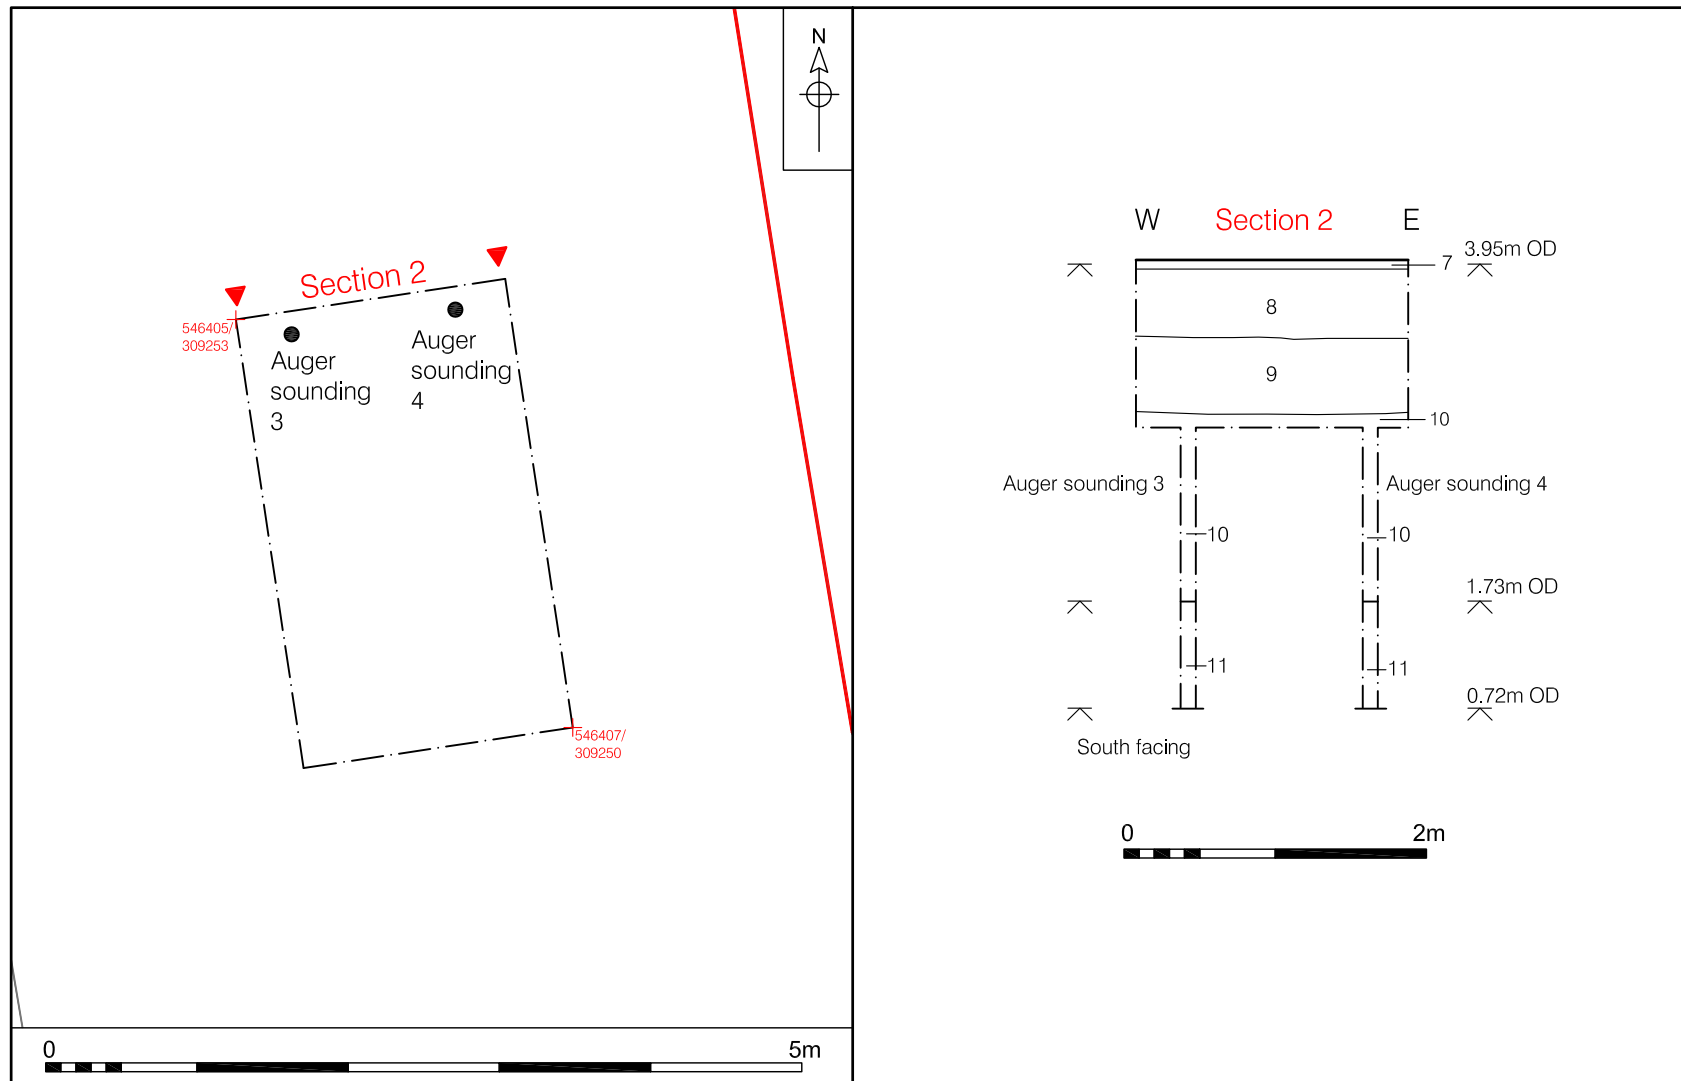 N
Section 2
546405/
309253
Auger
sounding
3
Auger
sounding
4
546407/
309250
0 5m
W Section 2 E
3.95m OD
7
8
9
10
Auger sounding 3
Auger sounding 4
10
10
1.73m OD
11
11
0.72m OD
South facing
0 2m